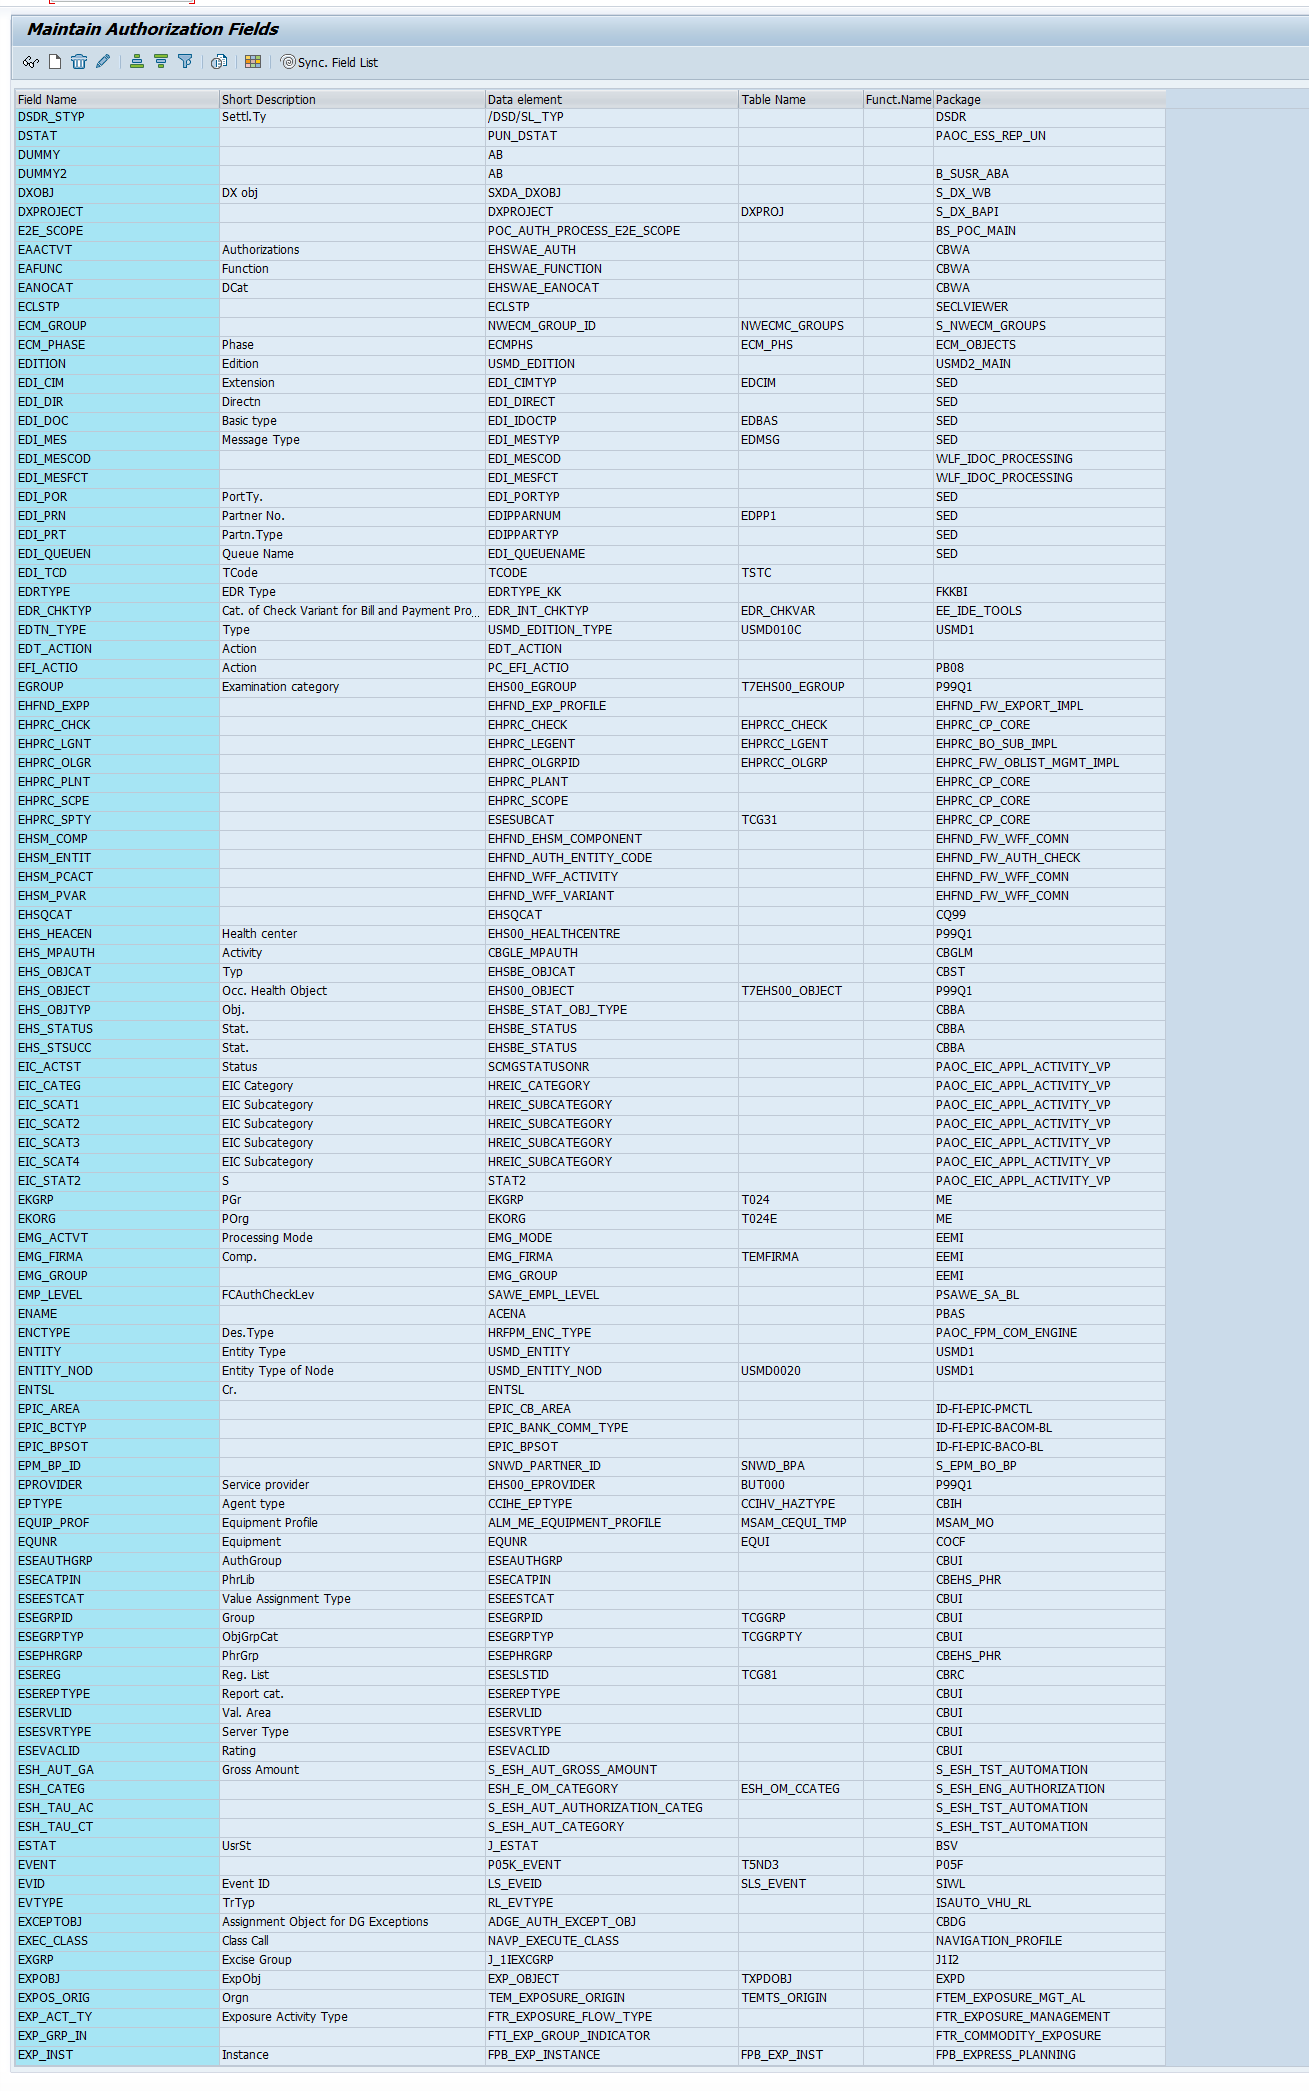 Maintain Authorization Fields
Sync. Field List
Field Name Short Description Data element Table Name Funct.Name Package
DSDR_STYP Settl.Ty /DSD/SL_TYP DSDR
DSTAT PUN_DSTAT PAOC_ESS_REP_UN
DUMMY AB
DUMMY2 AB B_SUSR_ABA
DXOBJ DX obj SXDA_DXOBJ S_DX_WB
DXPROJECT DXPROJECT DXPROJ S_DX_BAPI
E2E_SCOPE POC_AUTH_PROCESS_E2E_SCOPE BS_POC_MAIN
EAACTVT Authorizations EHSWAE_AUTH CBWA
EAFUNC Function EHSWAE_FUNCTION CBWA
EANOCAT DCat EHSWAE_EANOCAT CBWA
ECLSTP ECLSTP SECLVIEWER
ECM_GROUP NWECM_GROUP_ID NWECMC_GROUPS S_NWECM_GROUPS
ECM_PHASE Phase ECMPHS ECM_PHS ECM_OBJECTS
EDITION Edition USMD_EDITION USMD2_MAIN
EDI_CIM Extension EDI_CIMTYP EDCIM SED
EDI_DIR Directn EDI_DIRECT SED
EDI_DOC Basic type EDI_IDOCTP EDBAS SED
EDI_MES Message Type EDI_MESTYP EDMSG SED
EDI_MESCOD EDI_MESCOD WLF_IDOC_PROCESSING
EDI_MESFCT EDI_MESFCT WLF_IDOC_PROCESSING
EDI_POR PortTy. EDI_PORTYP SED
EDI_PRN Partner No. EDIPPARNUM EDPP1 SED
EDI_PRT Partn.Type EDIPPARTYP SED
EDI_QUEUEN Queue Name EDI_QUEUENAME SED
EDI_TCD TCode TCODE TSTC
EDRTYPE EDR Type EDRTYPE_KK FKKBI
EDR_CHKTYP Cat. of Check Variant for Bill and Payment Pro... EDR_INT_CHKTYP EDR_CHKVAR EE_IDE_TOOLS
EDTN_TYPE Type USMD_EDITION_TYPE USMD010C USMD1
EDT_ACTION Action EDT_ACTION
EFI_ACTIO Action PC_EFI_ACTIO PB08
EGROUP Examination category EHS00_EGROUP T7EHS00_EGROUP P99Q1
EHFND_EXPP EHFND_EXP_PROFILE EHFND_FW_EXPORT_IMPL
EHPRC_CHCK EHPRC_CHECK EHPRCC_CHECK EHPRC_CP_CORE
EHPRC_LGNT EHPRC_LEGENT EHPRCC_LGENT EHPRC_BO_SUB_IMPL
EHPRC_OLGR EHPRC_OLGRPID EHPRCC_OLGRP EHPRC_FW_OBLIST_MGMT_IMPL
EHPRC_PLNT EHPRC_PLANT EHPRC_CP_CORE
EHPRC_SCPE EHPRC_SCOPE EHPRC_CP_CORE
EHPRC_SPTY ESESUBCAT TCG31 EHPRC_CP_CORE
EHSM_COMP EHFND_EHSM_COMPONENT EHFND_FW_WFF_COMN
EHSM_ENTIT EHFND_AUTH_ENTITY_CODE EHFND_FW_AUTH_CHECK
EHSM_PCACT EHFND_WFF_ACTIVITY EHFND_FW_WFF_COMN
EHSM_PVAR EHFND_WFF_VARIANT EHFND_FW_WFF_COMN
EHSQCAT EHSQCAT CQ99
EHS_HEACEN Health center EHS00_HEALTHCENTRE P99Q1
EHS_MPAUTH Activity CBGLE_MPAUTH CBGLM
EHS_OBJCAT Typ EHSBE_OBJCAT CBST
EHS_OBJECT Occ. Health Object EHS00_OBJECT T7EHS00_OBJECT P99Q1
EHS_OBJTYP Obj. EHSBE_STAT_OBJ_TYPE CBBA
EHS_STATUS Stat. EHSBE_STATUS CBBA
EHS_STSUCC Stat. EHSBE_STATUS CBBA
EIC_ACTST Status SCMGSTATUSONR PAOC_EIC_APPL_ACTIVITY_VP
EIC_CATEG EIC Category HREIC_CATEGORY PAOC_EIC_APPL_ACTIVITY_VP
EIC_SCAT1 EIC Subcategory HREIC_SUBCATEGORY PAOC_EIC_APPL_ACTIVITY_VP
EIC_SCAT2 EIC Subcategory HREIC_SUBCATEGORY PAOC_EIC_APPL_ACTIVITY_VP
EIC_SCAT3 EIC Subcategory HREIC_SUBCATEGORY PAOC_EIC_APPL_ACTIVITY_VP
EIC_SCAT4 EIC Subcategory HREIC_SUBCATEGORY PAOC_EIC_APPL_ACTIVITY_VP
EIC_STAT2 S STAT2 PAOC_EIC_APPL_ACTIVITY_VP
EKGRP PGr EKGRP T024 ME
EKORG POrg EKORG T024E ME
EMG_ACTVT Processing Mode EMG_MODE EEMI
EMG_FIRMA Comp. EMG_FIRMA TEMFIRMA EEMI
EMG_GROUP EMG_GROUP EEMI
EMP_LEVEL FCAuthCheckLev SAWE_EMPL_LEVEL PSAWE_SA_BL
ENAME ACENA PBAS
ENCTYPE Des.Type HRFPM_ENC_TYPE PAOC_FPM_COM_ENGINE
ENTITY Entity Type USMD_ENTITY USMD1
ENTITY_NOD Entity Type of Node USMD_ENTITY_NOD USMD0020 USMD1
ENTSL Cr. ENTSL
EPIC_AREA EPIC_CB_AREA ID-FI-EPIC-PMCTL
EPIC_BCTYP EPIC_BANK_COMM_TYPE ID-FI-EPIC-BACOM-BL
EPIC_BPSOT EPIC_BPSOT ID-FI-EPIC-BACO-BL
EPM_BP_ID SNWD_PARTNER_ID SNWD_BPA S_EPM_BO_BP
EPROVIDER Service provider EHS00_EPROVIDER BUT000 P99Q1
EPTYPE Agent type CCIHE_EPTYPE CCIHV_HAZTYPE CBIH
EQUIP_PROF Equipment Profile ALM_ME_EQUIPMENT_PROFILE MSAM_CEQUI_TMP MSAM_MO
EQUNR Equipment EQUNR EQUI COCF
ESEAUTHGRP AuthGroup ESEAUTHGRP CBUI
ESECATPIN PhrLib ESECATPIN CBEHS_PHR
ESEESTCAT Value Assignment Type ESEESTCAT CBUI
ESEGRPID Group ESEGRPID TCGGRP CBUI
ESEGRPTYP ObjGrpCat ESEGRPTYP TCGGRPTY CBUI
ESEPHRGRP PhrGrp ESEPHRGRP CBEHS_PHR
ESEREG Reg. List ESESLSTID TCG81 CBRC
ESEREPTYPE Report cat. ESEREPTYPE CBUI
ESERVLID Val. Area ESERVLID CBUI
ESESVRTYPE Server Type ESESVRTYPE CBUI
ESEVACLID Rating ESEVACLID CBUI
ESH_AUT_GA Gross Amount S_ESH_AUT_GROSS_AMOUNT S_ESH_TST_AUTOMATION
ESH_CATEG ESH_E_OM_CATEGORY ESH_OM_CCATEG S_ESH_ENG_AUTHORIZATION
ESH_TAU_AC S_ESH_AUT_AUTHORIZATION_CATEG S_ESH_TST_AUTOMATION
ESH_TAU_CT S_ESH_AUT_CATEGORY S_ESH_TST_AUTOMATION
ESTAT UsrSt J_ESTAT BSV
EVENT P05K_EVENT T5ND3 P05F
EVID Event ID LS_EVEID SLS_EVENT SIWL
EVTYPE TrTyp RL_EVTYPE ISAUTO_VHU_RL
EXCEPTOBJ Assignment Object for DG Exceptions ADGE_AUTH_EXCEPT_OBJ CBDG
EXEC_CLASS Class Call NAVP_EXECUTE_CLASS NAVIGATION_PROFILE
EXGRP Excise Group J_1IEXCGRP J1I2
EXPOBJ ExpObj EXP_OBJECT TXPDOBJ EXPD
EXPOS_ORIG Orgn TEM_EXPOSURE_ORIGIN TEMTS_ORIGIN FTEM_EXPOSURE_MGT_AL
EXP_ACT_TY Exposure Activity Type FTR_EXPOSURE_FLOW_TYPE FTR_EXPOSURE_MANAGEMENT
EXP_GRP_IN FTI_EXP_GROUP_INDICATOR FTR_COMMODITY_EXPOSURE
EXP_INST Instance FPB_EXP_INSTANCE FPB_EXP_INST FPB_EXPRESS_PLANNING